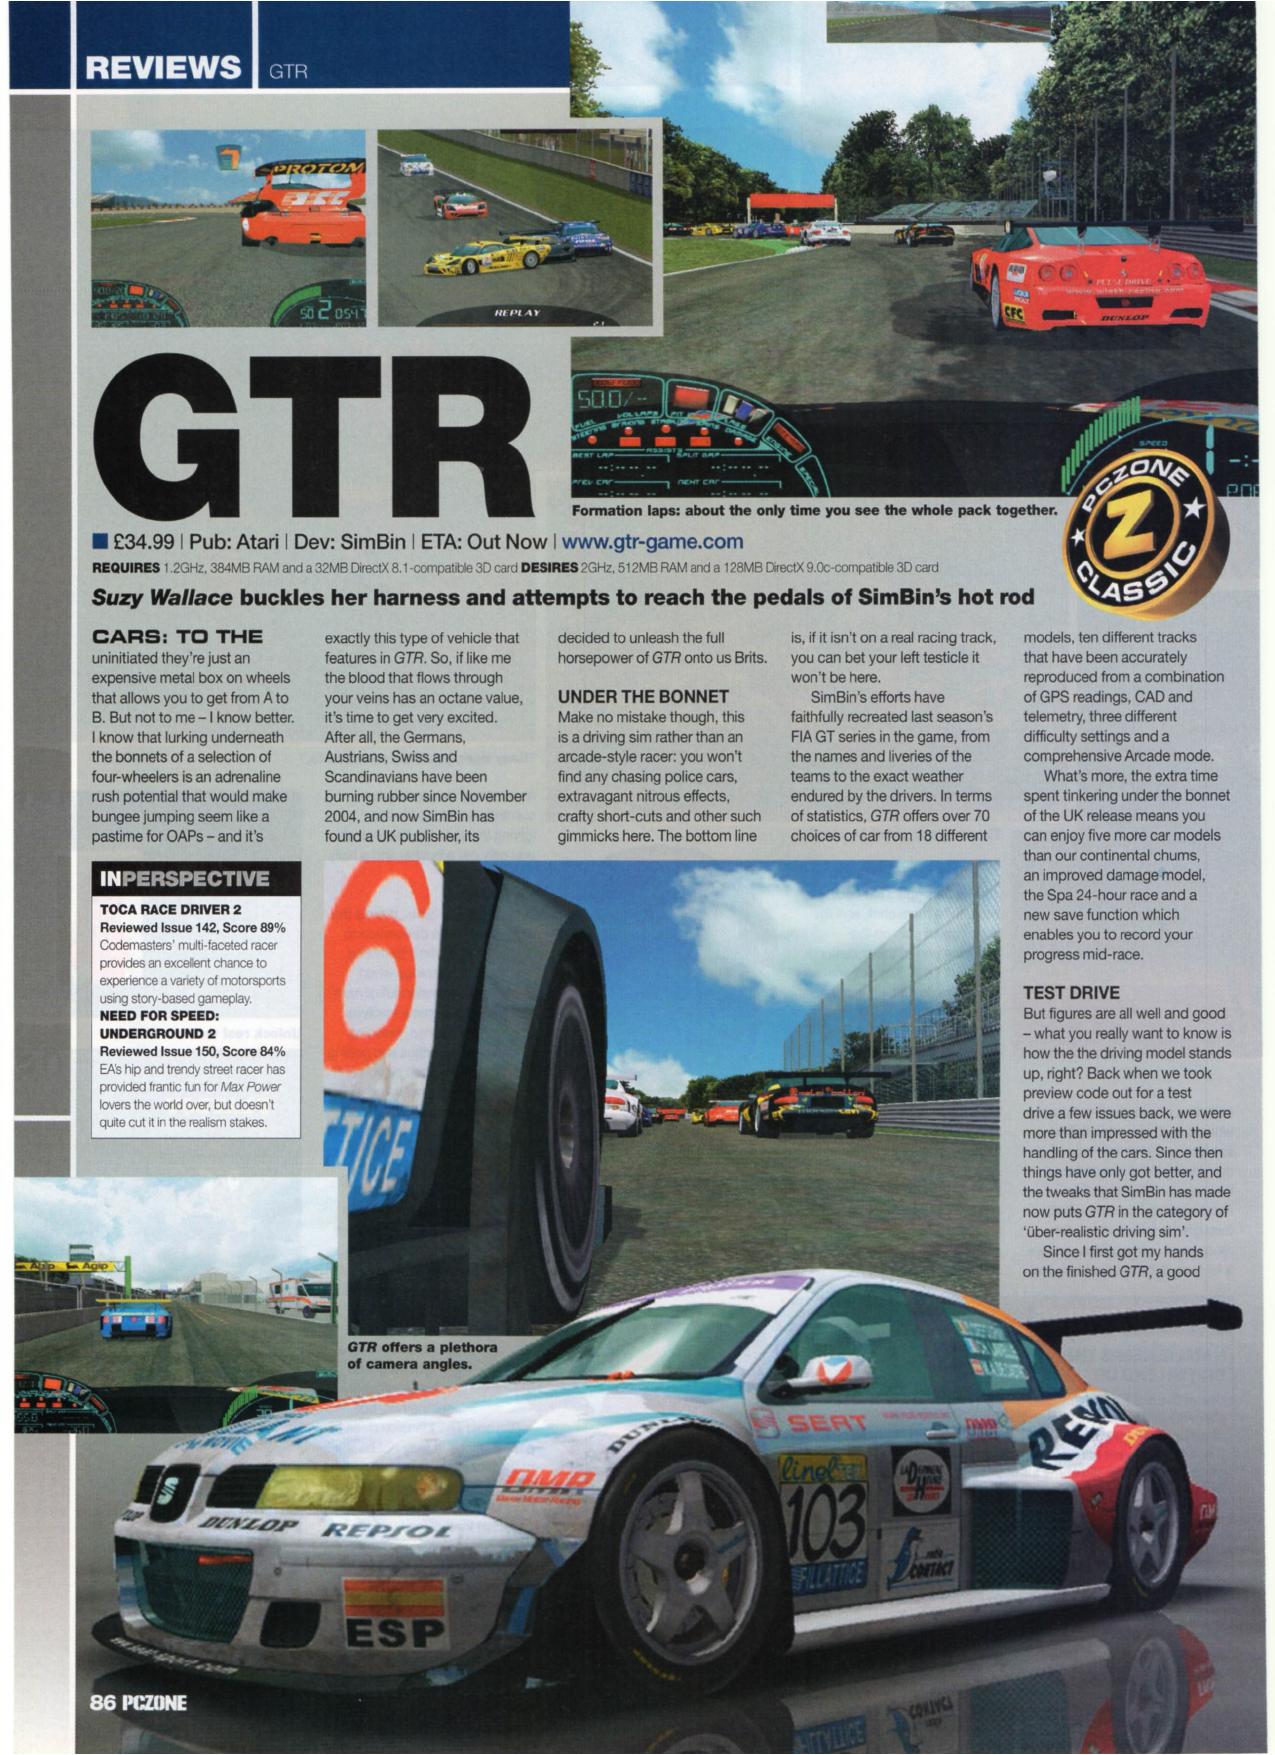 REVIEWS GTR
PROTON
REPLAY
PULSE DRIVE
CFC
DUNLOP
50.0/--
BEST LAP
SPLIT GAP
PREV CAR
NEXT CAR
SPEED
GTR
Formation laps: about the only time you see the whole pack together.
PCZONE
Z
CLASSIC
£34.99 | Pub: Atari | Dev: SimBin | ETA: Out Now | www.gtr-game.com
REQUIRES 1.2GHz, 384MB RAM and a 32MB DirectX 8.1-compatible 3D card DESIRES 2GHz, 512MB RAM and a 128MB DirectX 9.0c-compatible 3D card
Suzy Wallace buckles her harness and attempts to reach the pedals of SimBin's hot rod
CARS: TO THE
uninitiated they're just an
expensive metal box on wheels
that allows you to get from A to
B. But not to me – I know better.
I know that lurking underneath
the bonnets of a selection of
four-wheelers is an adrenaline
rush potential that would make
bungee jumping seem like a
pastime for OAPs – and it's
exactly this type of vehicle that
features in GTR. So, if like me
the blood that flows through
your veins has an octane value,
it's time to get very excited.
After all, the Germans,
Austrians, Swiss and
Scandinavians have been
burning rubber since November
2004, and now SimBin has
found a UK publisher, its
decided to unleash the full
horsepower of GTR onto us Brits.
UNDER THE BONNET
Make no mistake though, this
is a driving sim rather than an
arcade-style racer: you won't
find any chasing police cars,
extravagant nitrous effects,
crafty short-cuts and other such
gimmicks here. The bottom line
is, if it isn't on a real racing track,
you can bet your left testicle it
won't be here.
SimBin's efforts have
faithfully recreated last season's
FIA GT series in the game, from
the names and liveries of the
teams to the exact weather
endured by the drivers. In terms
of statistics, GTR offers over 70
choices of car from 18 different
models, ten different tracks
that have been accurately
reproduced from a combination
of GPS readings, CAD and
telemetry, three different
difficulty settings and a
comprehensive Arcade mode.
What's more, the extra time
spent tinkering under the bonnet
of the UK release means you
can enjoy five more car models
than our continental chums,
an improved damage model,
the Spa 24-hour race and a
new save function which
enables you to record your
progress mid-race.
TEST DRIVE
But figures are all well and good
– what you really want to know is
how the the driving model stands
up, right? Back when we took
preview code out for a test
drive a few issues back, we were
more than impressed with the
handling of the cars. Since then
things have only got better, and
the tweaks that SimBin has made
now puts GTR in the category of
'über-realistic driving sim'.
Since I first got my hands
on the finished GTR, a good
INPERSPECTIVE
TOCA RACE DRIVER 2
Reviewed Issue 142, Score 89%
Codemasters' multi-faceted racer
provides an excellent chance to
experience a variety of motorsports
using story-based gameplay.
NEED FOR SPEED:
UNDERGROUND 2
Reviewed Issue 150, Score 84%
EA's hip and trendy street racer has
provided frantic fun for Max Power
lovers the world over, but doesn't
quite cut it in the realism stakes.
6
TTICE
Agip Agip
GTR offers a plethora
of camera angles.
SEAT
DUNLOP
DMR
REPSOL
103
FILLATTICE
LA DERNIERE
CONTACT
DUNLOP REPSOL
ESP
86 PCZONE